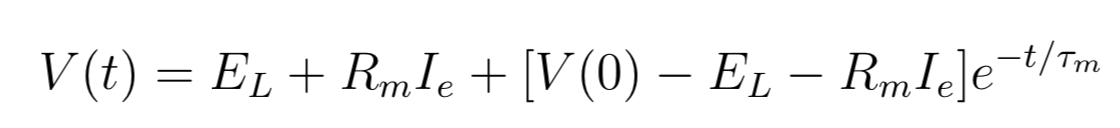 V(t) = E_L + R_m I_e + [V(0) − E_L − R_m I_e]e^{−t/τ_m}